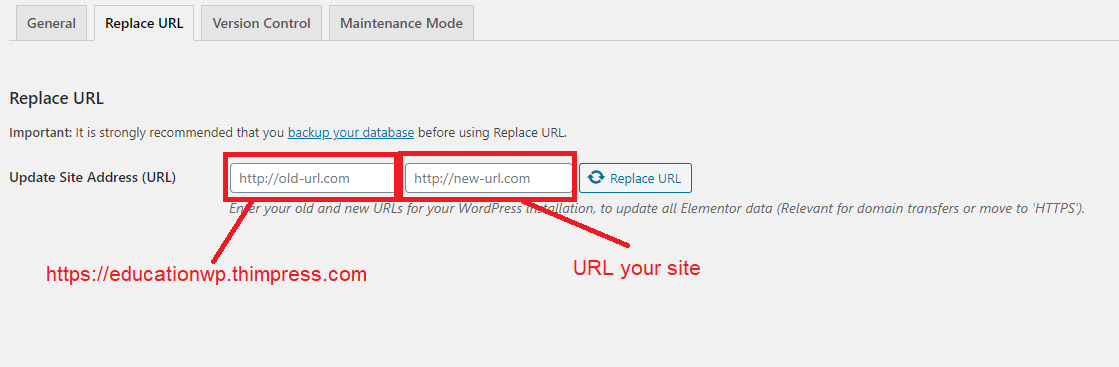 General Replace URL Version Control Maintenance Mode
Replace URL
Important: It is strongly recommended that you backup your database before using Replace URL.
Update Site Address (URL) http://old-url.com http://new-url.com Replace URL
Enter your old and new URLs for your WordPress installation, to update all Elementor data (Relevant for domain transfers or move to 'HTTPS').
https://educationwp.thimpress.com URL your site